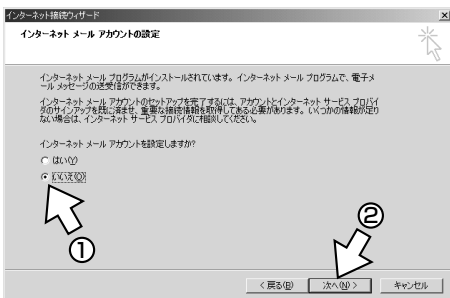 インターネット接続ウィザード
インターネット メール アカウントの設定
インターネット メール プログラムがインストールされています。インターネット メール プログラムで、電子メ
ール メッセージの送受信ができます。
インターネット メール アカウントのセットアップを完了するには、アカウントとインターネット サービス プロバイ
ダのサインアップを既に済ませ、重要な接続情報を取得してある必要があります。いくつかの情報が足り
ない場合は、インターネット サービス プロバイダに相談してください。
インターネット メール アカウントを設定しますか?
はい(Y)
いいえ(O)
①
②
< 戻る(B)
次へ(N) >
キャンセル